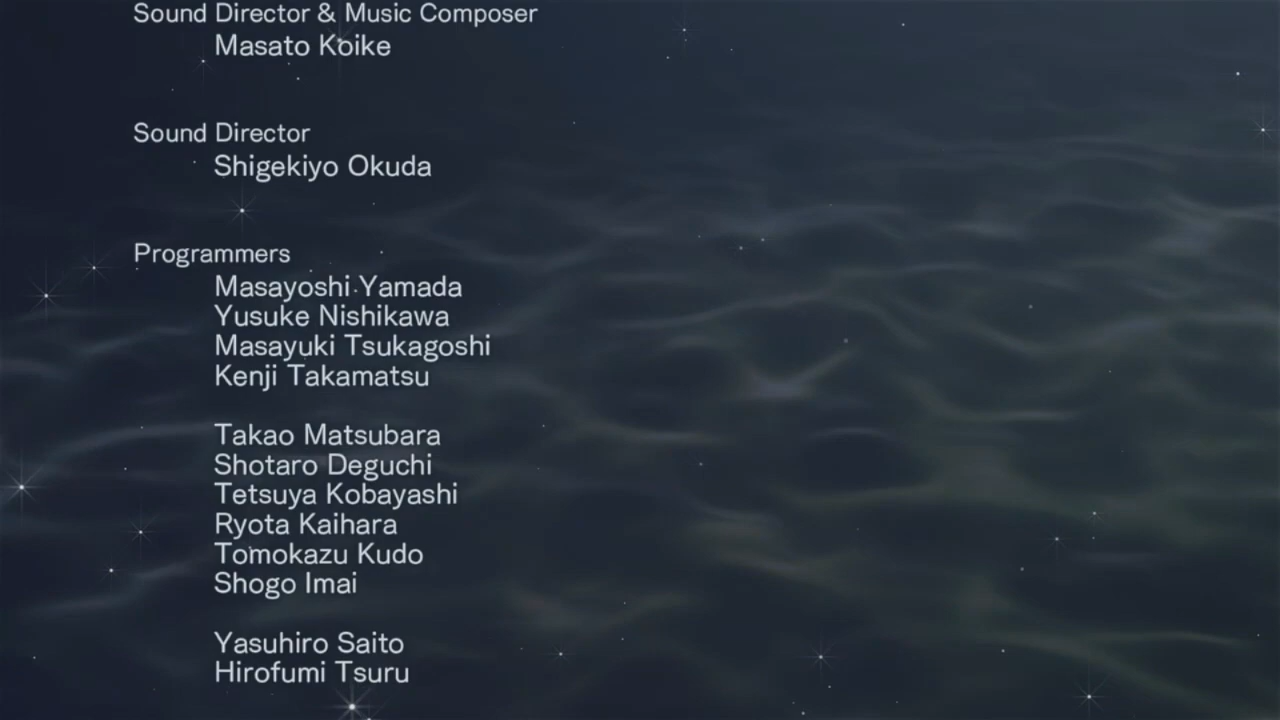 Sound Director & Music Composer
Masato Koike
Sound Director
Shigekiyo Okuda
Programmers
Masayoshi Yamada
Yusuke Nishikawa
Masayuki Tsukagoshi
Kenji Takamatsu
Takao Matsubara
Shotaro Deguchi
Tetsuya Kobayashi
Ryota Kaihara
Tomokazu Kudo
Shogo Imai
Yasuhiro Saito
Hirofumi Tsuru